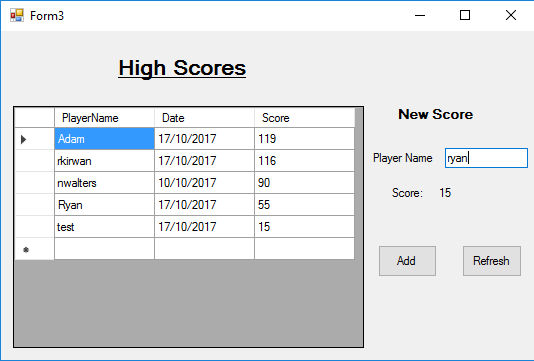 Form3
High Scores
PlayerName Date Score
Adam 17/10/2017 119
rkirwan 17/10/2017 116
nwalters 10/10/2017 90
Ryan 17/10/2017 55
test 17/10/2017 15
New Score
Player Name ryan
Score: 15
Add Refresh